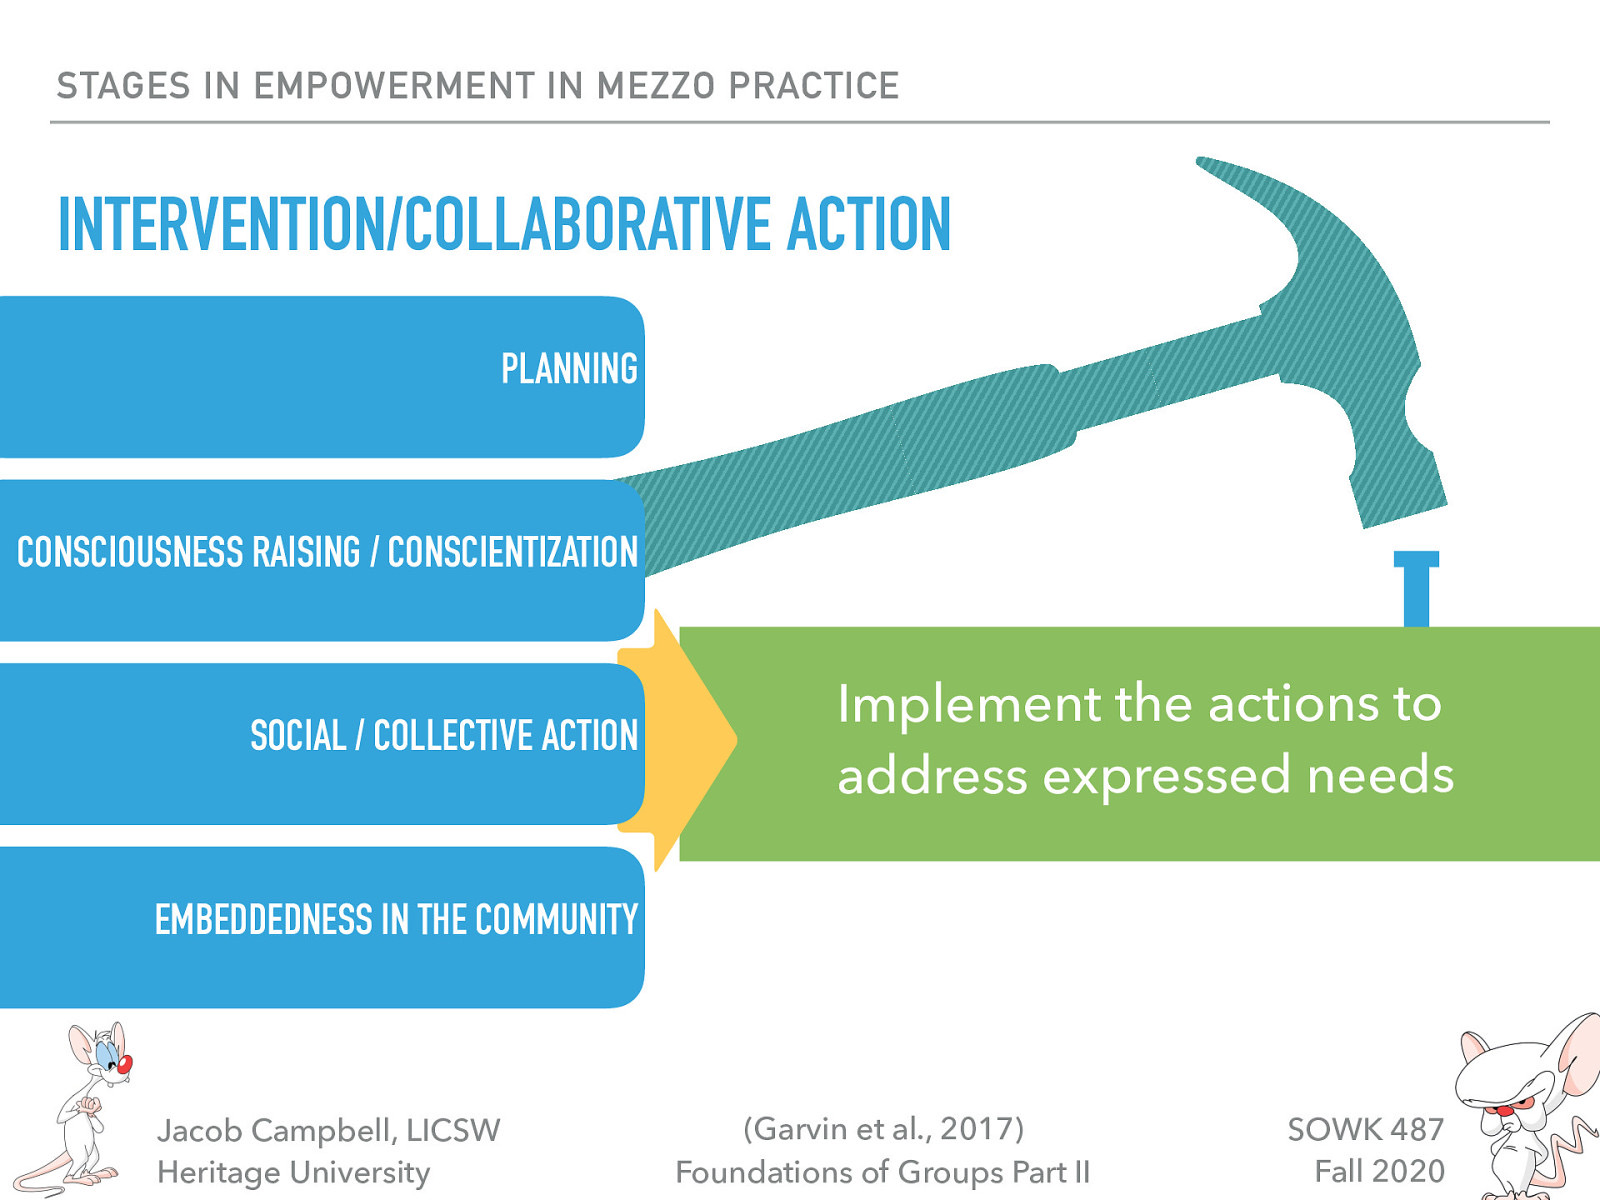 STAGES IN EMPOWERMENT IN MEZZO PRACTICE
INTERVENTION/COLLABORATIVE ACTION
PLANNING
CONSCIOUSNESS RAISING / CONSCIENTIZATION
SOCIAL / COLLECTIVE ACTION
EMBEDDEDNESS IN THE COMMUNITY
Implement the actions to
address expressed needs
Jacob Campbell, LICSW
Heritage University
(Garvin et al., 2017)
Foundations of Groups Part II
SOWK 487
Fall 2020